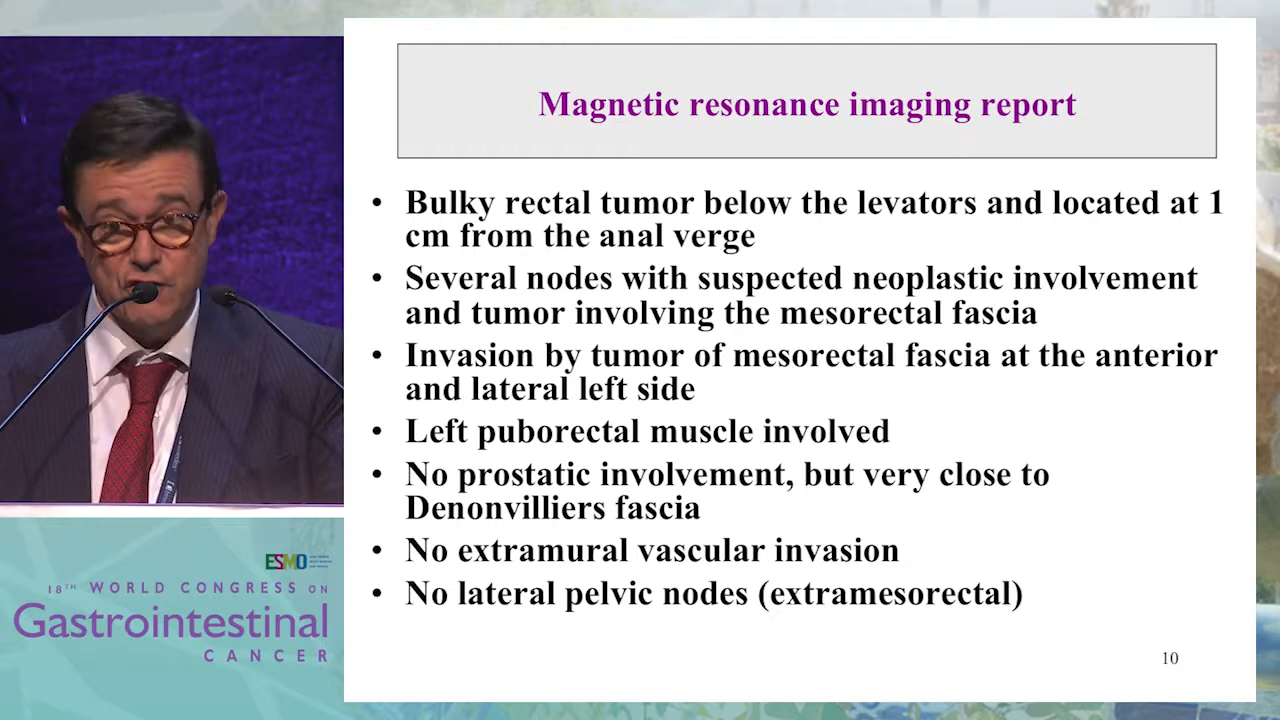 Magnetic resonance imaging report
• Bulky rectal tumor below the levators and located at 1
cm from the anal verge
• Several nodes with suspected neoplastic involvement
and tumor involving the mesorectal fascia
• Invasion by tumor of mesorectal fascia at the anterior
and lateral left side
• Left puborectal muscle involved
• No prostatic involvement, but very close to
Denonvilliers fascia
• No extramural vascular invasion
• No lateral pelvic nodes (extramesorectal)
10
ESMO
18TH WORLD CONGRESS ON
Gastrointestinal
CANCER